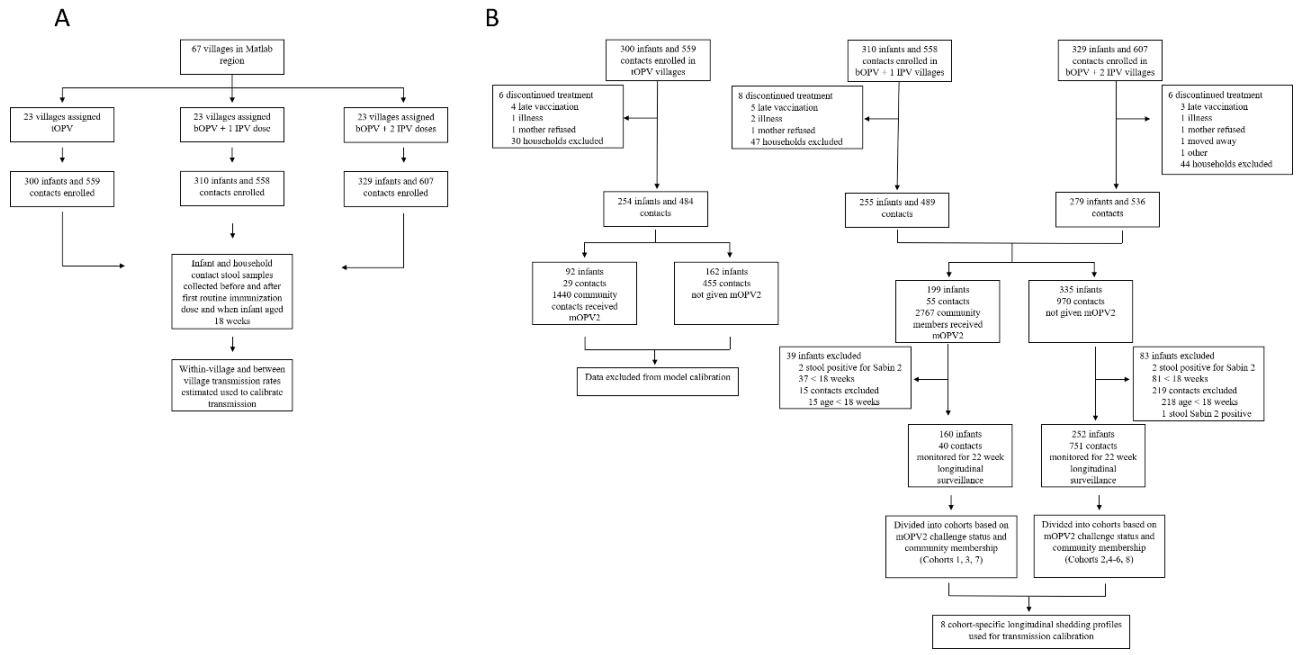 A
67 villages in Matlab
region
23 villages assigned
tOPV
23 villages assigned
bOPV + 1 IPV dose
23 villages assigned
bOPV + 2 IPV doses
300 infants and 559
contacts enrolled
310 infants and 558
contacts enrolled
329 infants and 607
contacts enrolled
Infant and household
contact stool samples
collected before and after
first routine immunization
dose and when infant aged
18 weeks
Within-village and between
village transmission rates
estimated used to calibrate
transmission
B
300 infants and 559
contacts enrolled in
tOPV villages
310 infants and 558
contacts enrolled in
bOPV + 1 IPV villages
329 infants and 607
contacts enrolled in
bOPV + 2 IPV villages
6 discontinued treatment
4 late vaccination
1 illness
1 mother refused
30 households excluded
8 discontinued treatment
5 late vaccination
2 illness
1 mother refused
47 households excluded
6 discontinued treatment
3 late vaccination
1 illness
1 mother refused
1 moved away
1 other
44 households excluded
254 infants and 484
contacts
255 infants and 489
contacts
279 infants and 536
contacts
92 infants
29 contacts
1440 community
contacts received
mOPV2
162 infants
455 contacts
not given mOPV2
199 infants
55 contacts
2767 community
members received
mOPV2
335 infants
970 contacts
not given mOPV2
Data excluded from model calibration
39 infants excluded
2 stool positive for Sabin 2
37 < 18 weeks
15 contacts excluded
15 age < 18 weeks
83 infants excluded
2 stool positive for Sabin 2
81 < 18 weeks
219 contacts excluded
218 age < 18 weeks
1 stool Sabin 2 positive
160 infants
40 contacts
monitored for 22 week
longitudinal
surveillance
252 infants
751 contacts
monitored for 22 week
longitudinal
surveillance
Divided into cohorts based on
mOPV2 challenge status and
community membership
(Cohorts 1, 3, 7)
Divided into cohorts based on
mOPV2 challenge status and
community membership
(Cohorts 2,4-6, 8)
8 cohort-specific longitudinal shedding profiles
used for transmission calibration